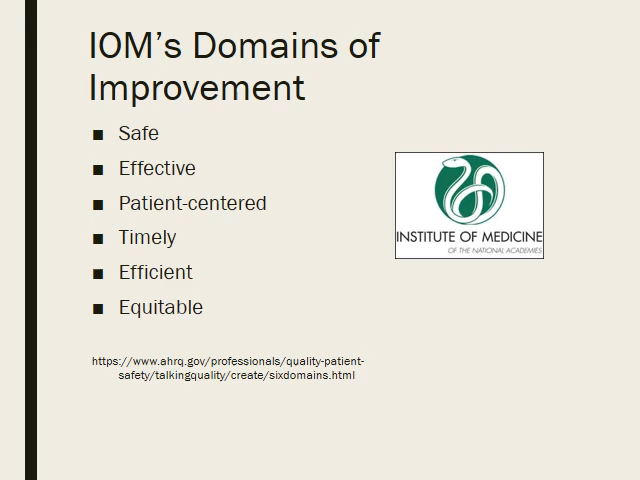 IOM’s Domains of
Improvement
■ Safe
■ Effective
■ Patient-centered
■ Timely
■ Efficient
■ Equitable
INSTITUTE OF MEDICINE
OF THE NATIONAL ACADEMIES
https://www.ahrq.gov/professionals/quality-patient-
safety/talkingquality/create/sixdomains.html